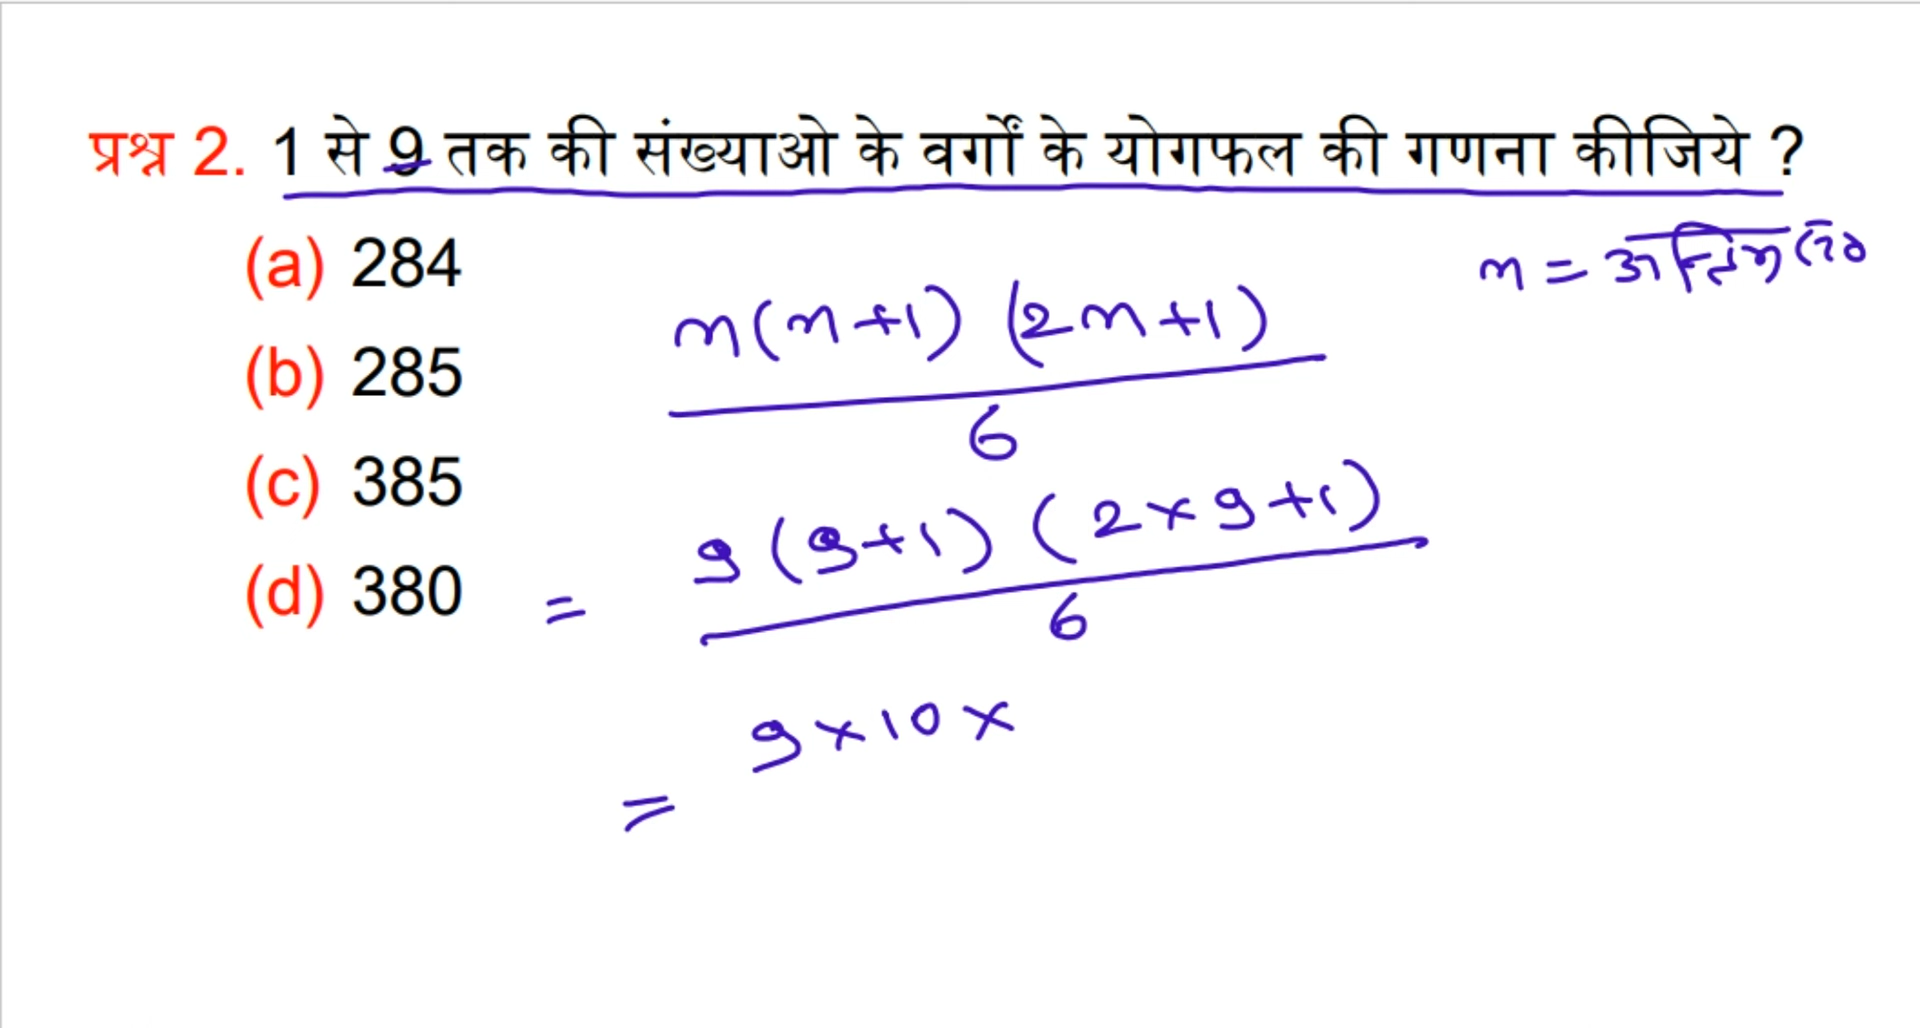 प्रश्न 2. 1 से 9 तक की संख्याओ के वर्गों के योगफल की गणना कीजिये ?
(a) 284
(b) 285
(c) 385
(d) 380
n = अन्तिम
n(n+1) (2n+1)
6
= 9(9+1) (2×9+1)
6
= 9×10×